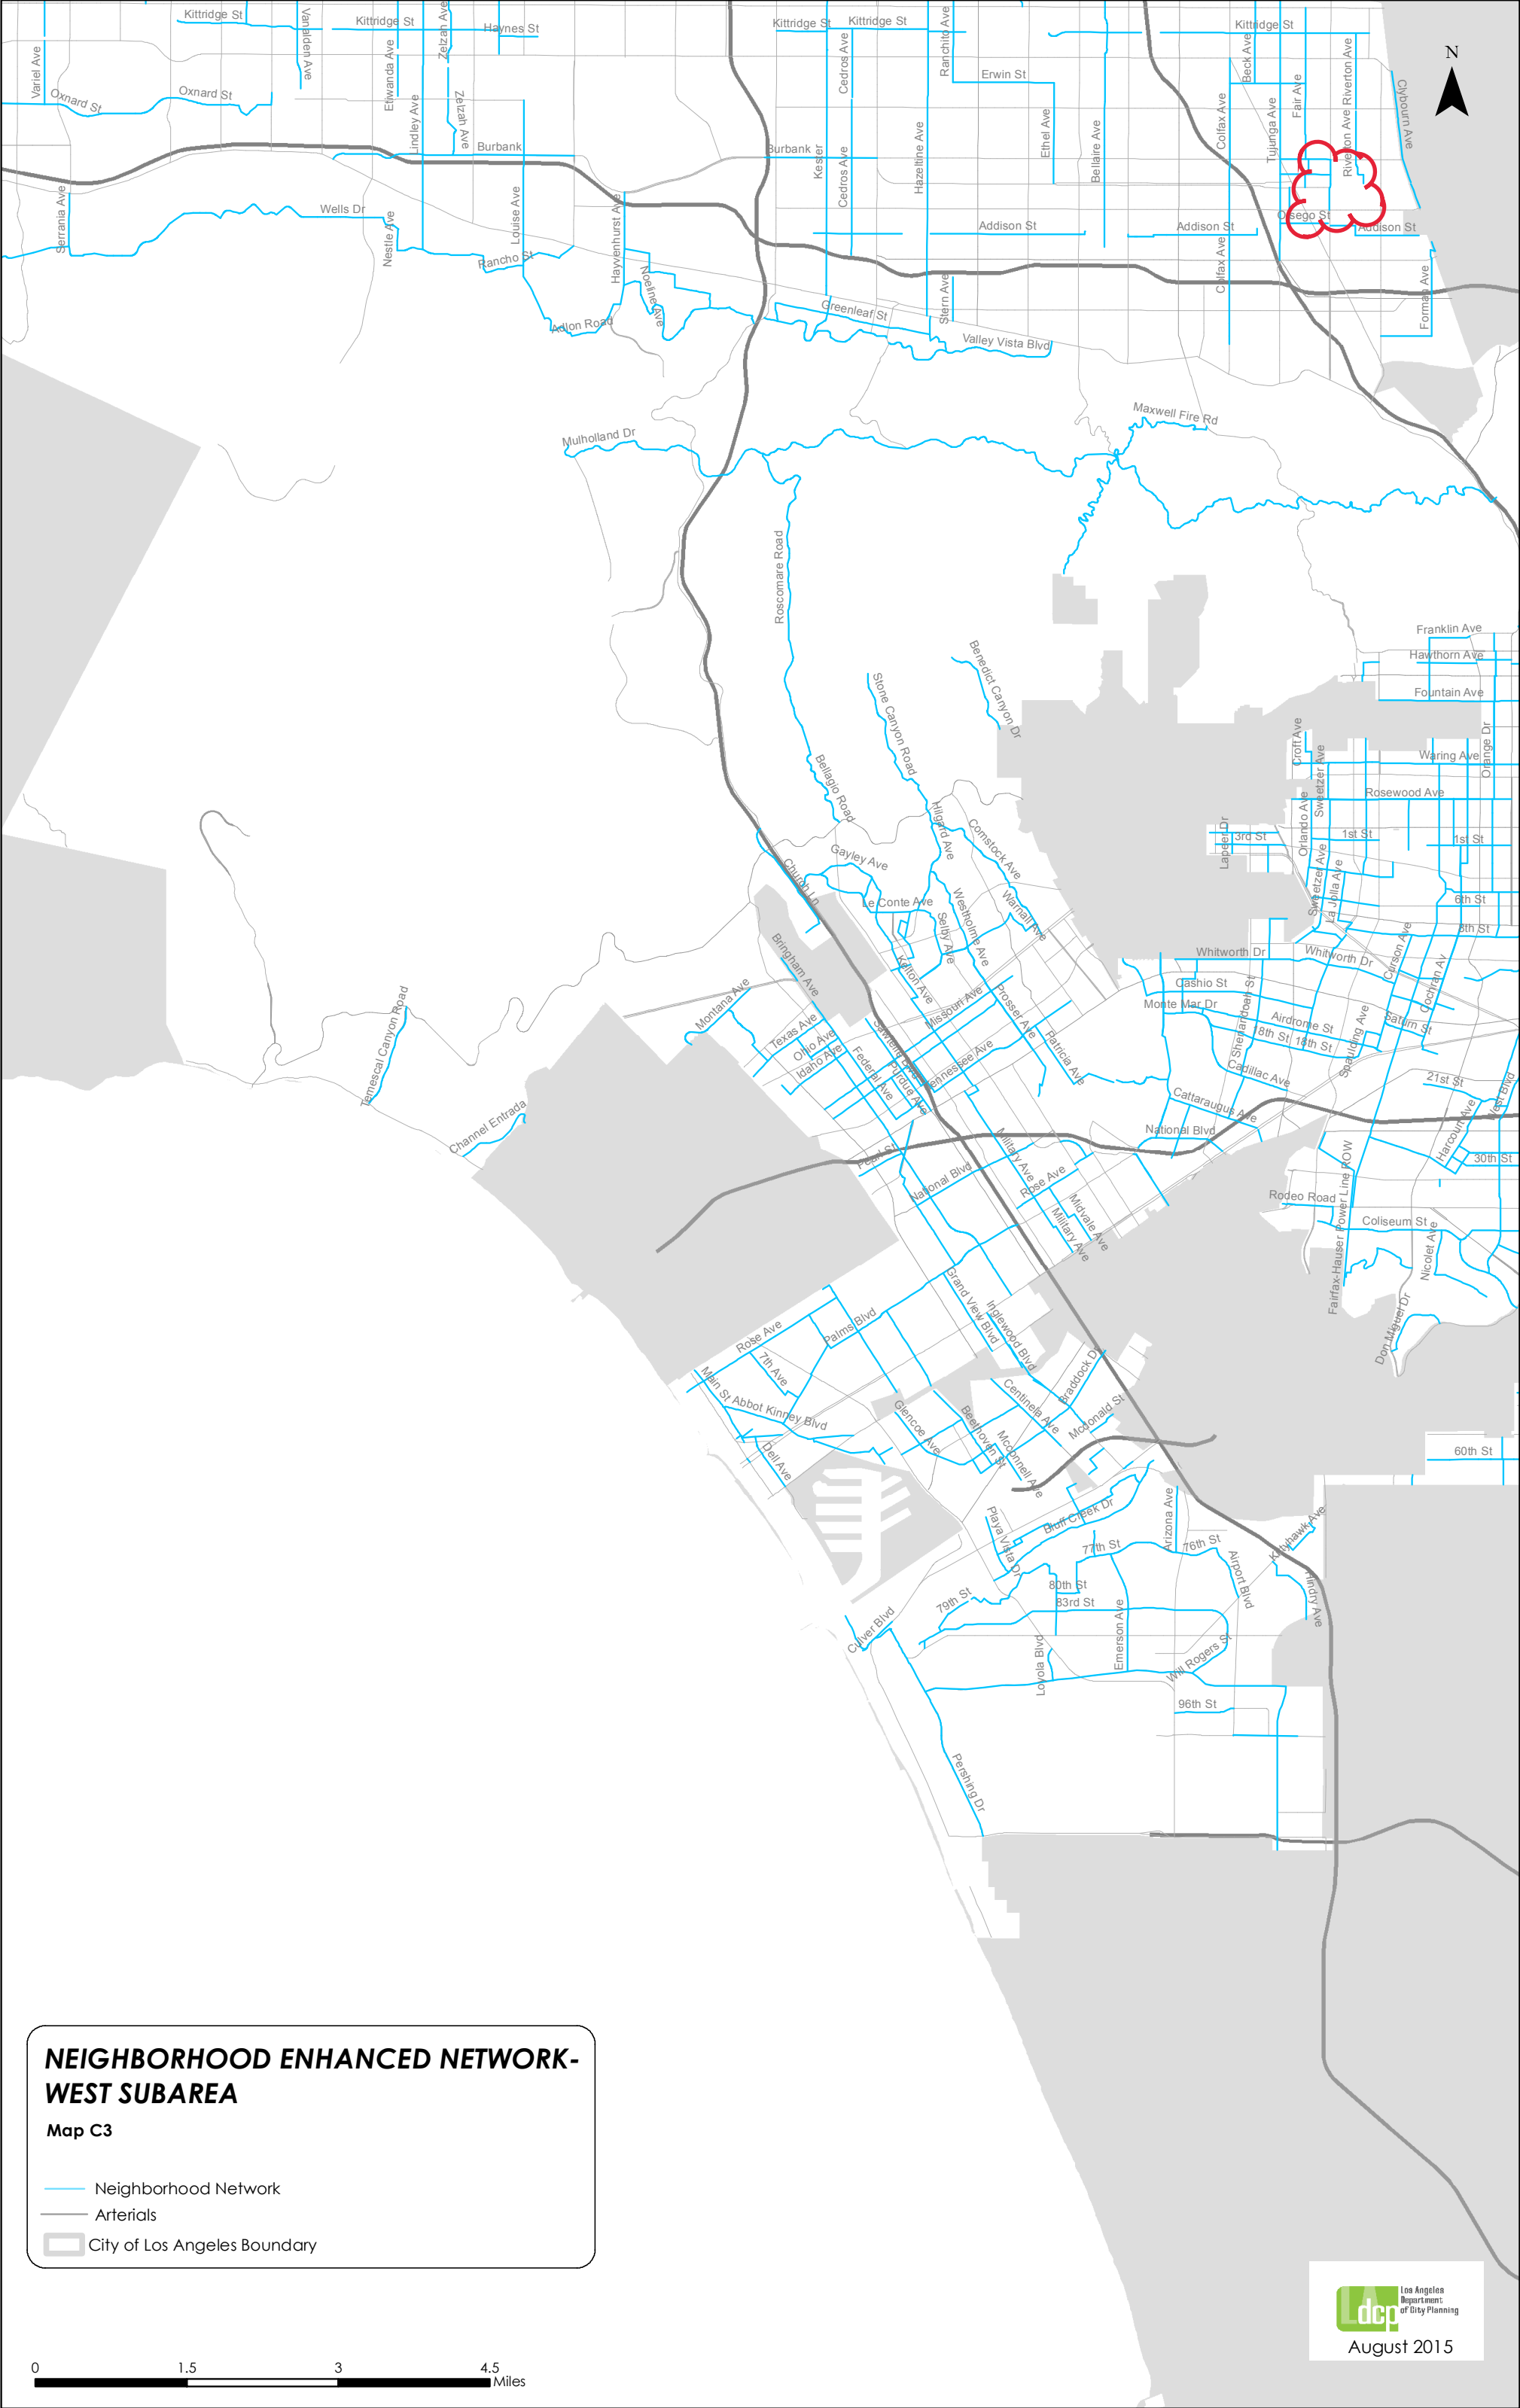 Kittridge St
Vanalden Ave
Kittridge St
Zelzah Ave
Haynes St
Kittridge St
Kittridge St
Ranchito Ave
Kittridge St
Variel Ave
Etiwanda Ave
Cedros Ave
Beck Ave
Riverton Ave
Clybourn Ave
N
Oxnard St
Oxnard St
Lindley Ave
Zelzah Ave
Erwin St
Fair Ave
Colfax Ave
Tujunga Ave
Riverton Ave
Burbank
Burbank
Kester
Cedros Ave
Hazeltine Ave
Ethel Ave
Bellaire Ave
Serrania Ave
Wells Dr
Nestle Ave
Louise Ave
Hayvenhurst Ave
Addison St
Addison St
Otsego St
Addison St
Rancho St
Noeline Ave
Stern Ave
Colfax Ave
Forman Ave
Adlon Road
Greenleaf St
Valley Vista Blvd
Maxwell Fire Rd
Mulholland Dr
Roscomare Road
Benedict Canyon Dr
Stone Canyon Road
Franklin Ave
Hawthorn Ave
Fountain Ave
Croft Ave
Orange Dr
Bellagio Road
Sweetzer Ave
Waring Ave
Rosewood Ave
Hilgard Ave
Comstock Ave
Lapeer Dr
3rd St
Orlando Ave
1st St
1st St
Gayley Ave
Church Ln
Le Conte Ave
Westholme Ave
Warnall Ave
Sweetzer Ave
La Jolla Ave
6th St
8th St
Selby Ave
Bringham Ave
Kelton Ave
Whitworth Dr
Whitworth Dr
Curson Ave
Cochran Av
Montana Ave
Missouri Ave
Prosser Ave
Cashio St
Monte Mar Dr
Shenandoah St
Airdrome St
Saturn St
Temescal Canyon Road
Texas Ave
Ohio Ave
Idaho Ave
Federal Ave
Purdue Ave
Tennessee Ave
Patricia Ave
18th St
18th St
Spaulding Ave
Cadillac Ave
21st St
West Blvd
Channel Entrada
Cattaraugus Ave
National Blvd
Harcourt Ave
30th St
Pearl St
Military Ave
National Blvd
Rose Ave
Midvale Ave
Military Ave
Rodeo Road
Fairfax-Hauser Power Line ROW
Coliseum St
Nicolet Ave
Don Miguel Dr
Grand View Blvd
Inglewood Blvd
Rose Ave
Palms Blvd
7th Ave
Main St
Abbot Kinney Blvd
Braddock Dr
Centinela Ave
Mcdonald St
Glencoe Ave
Beethoven St
Mcconnell Ave
Dell Ave
60th St
Playa Vista Dr
Bluff Creek Dr
Arizona Ave
77th St
76th St
Airport Blvd
Kittyhawk Ave
Hindry Ave
79th St
80th St
83rd St
Culver Blvd
Loyola Blvd
Emerson Ave
Will Rogers St
96th St
Pershing Dr
NEIGHBORHOOD ENHANCED NETWORK-
WEST SUBAREA
Map C3
Neighborhood Network
Arterials
City of Los Angeles Boundary
0 1.5 3 4.5
Miles
Ldcp
Los Angeles
Department
of City Planning
August 2015